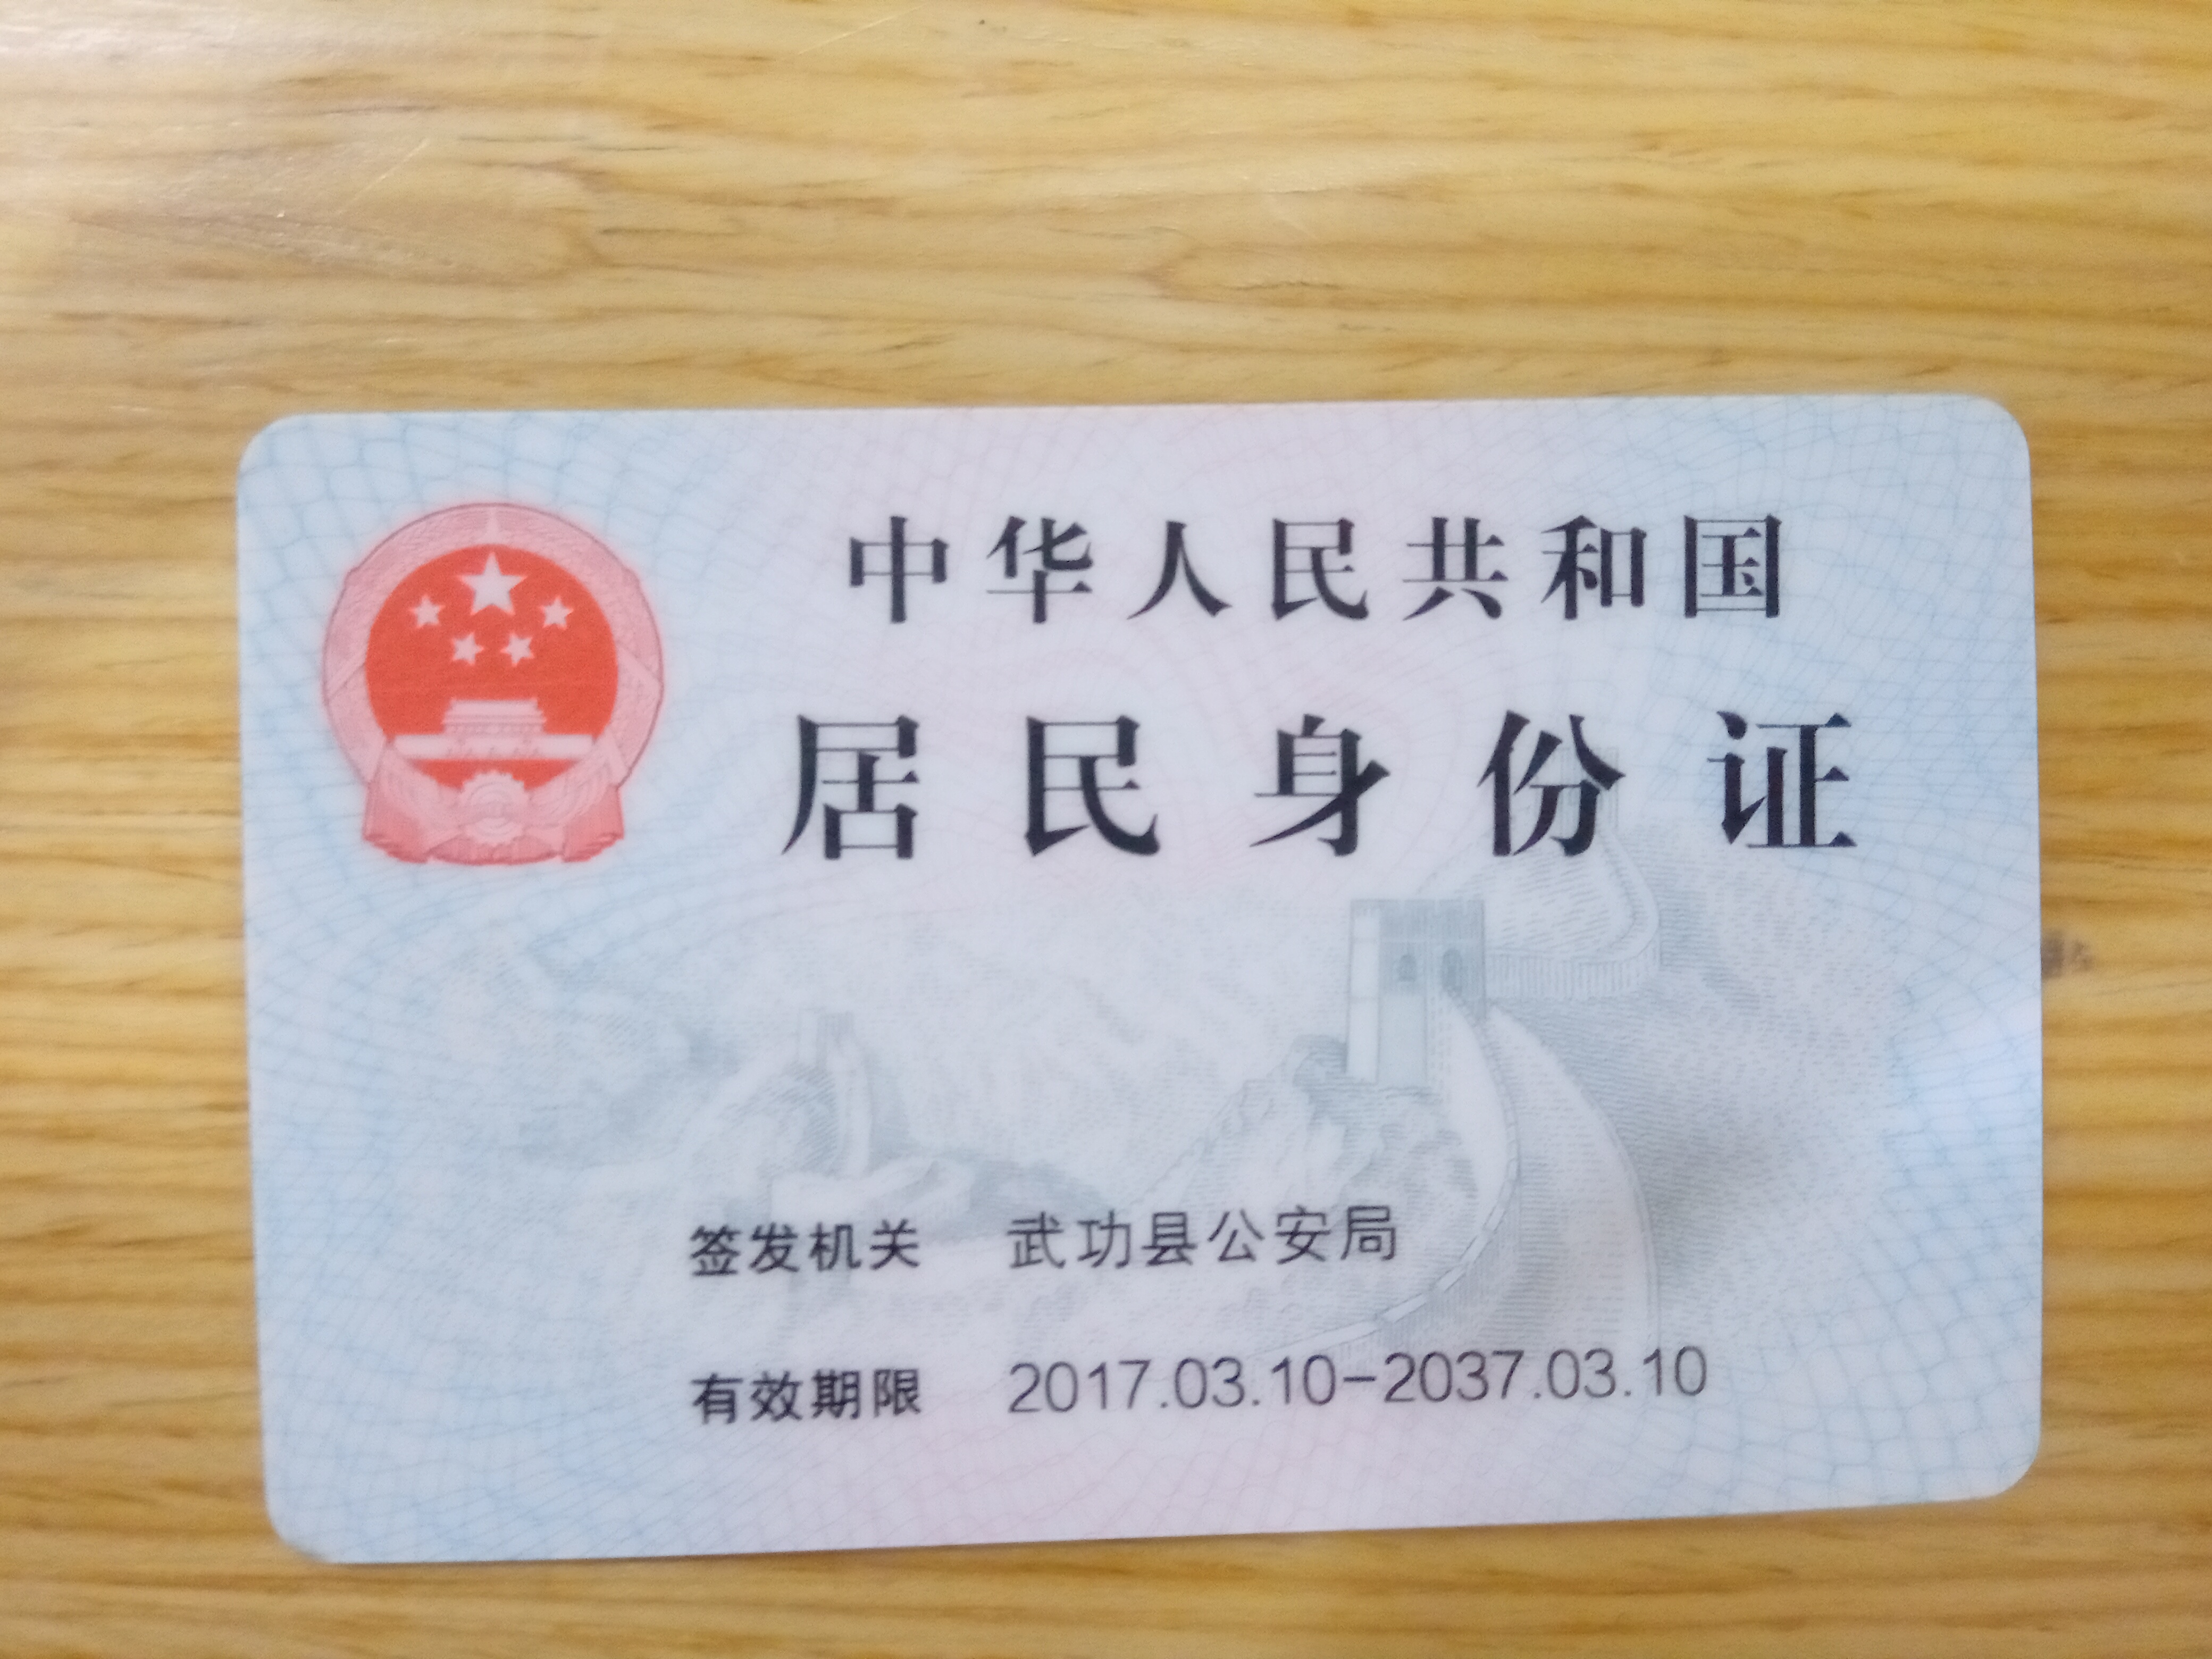 中华人民共和国
居民身份证
签发机关 武功县公安局
有效期限 2017.03.10-2037.03.10